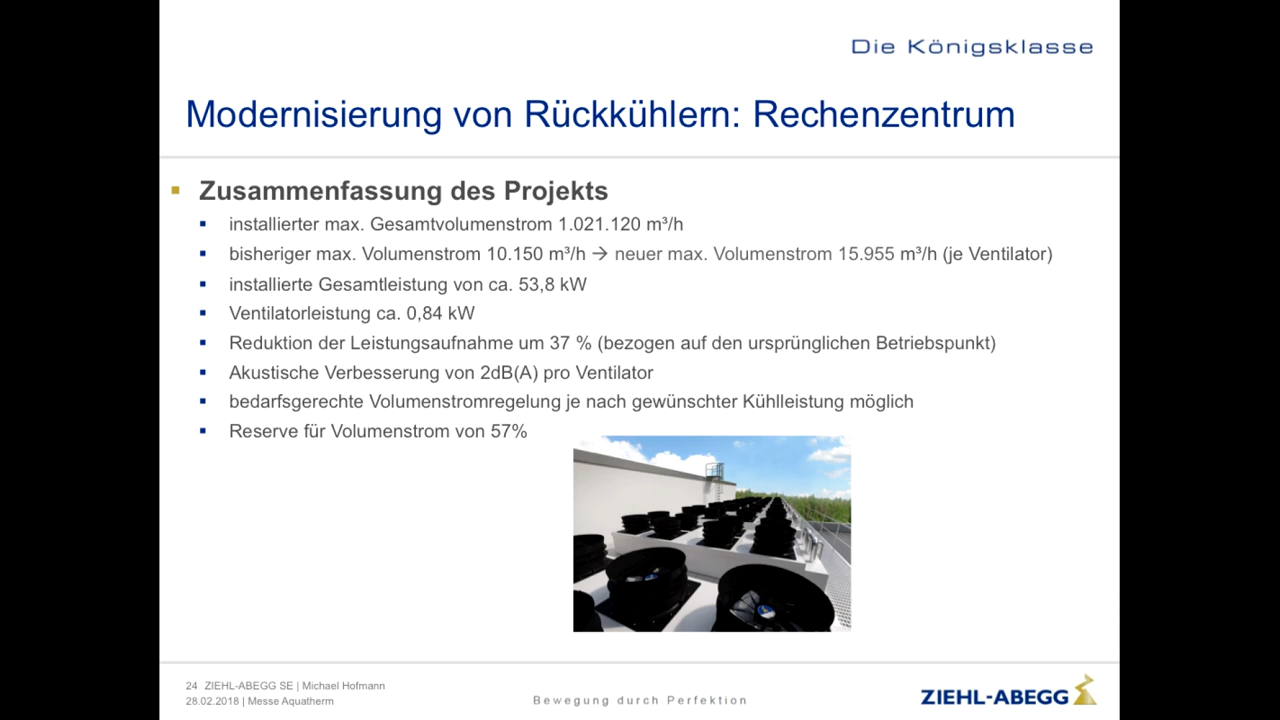 Die Königsklasse
Modernisierung von Rückkühlern: Rechenzentrum
Zusammenfassung des Projekts
installierter max. Gesamtvolumenstrom 1.021.120 m³/h
bisheriger max. Volumenstrom 10.150 m³/h → neuer max. Volumenstrom 15.955 m³/h (je Ventilator)
installierte Gesamtleistung von ca. 53,8 kW
Ventilatorleistung ca. 0,84 kW
Reduktion der Leistungsaufnahme um 37 % (bezogen auf den ursprünglichen Betriebspunkt)
Akustische Verbesserung von 2dB(A) pro Ventilator
bedarfsgerechte Volumenstromregelung je nach gewünschter Kühlleistung möglich
Reserve für Volumenstrom von 57%
24 ZIEHL-ABEGG SE | Michael Hofmann
28.02.2018 | Messe Aquatherm
Bewegung durch Perfektion
ZIEHL-ABEGG